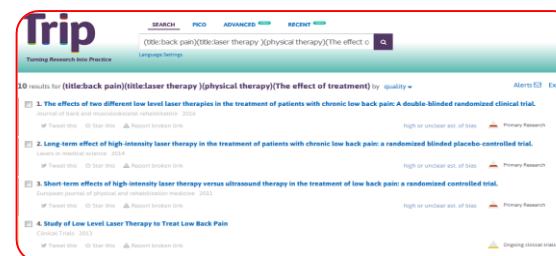 Trip
Turning Research Into Practice
SEARCH PICO ADVANCED RECENT
(title:back pain)(title:laser therapy )(physical therapy)(The effect o
Language Settings
10 results for (title:back pain)(title:laser therapy )(physical therapy)(The effect of treatment) by quality
Alerts Ex
1. The effects of two different low level laser therapies in the treatment of patients with chronic low back pain: A double-blinded randomized clinical trial.
Journal of back and musculoskeletal rehabilitation 2016
Tweet this Star this Report broken link high or unclear est. of bias Primary Research
2. Long-term effect of high-intensity laser therapy in the treatment of patients with chronic low back pain: a randomized blinded placebo-controlled trial.
Lasers in medical science 2014
Tweet this Star this Report broken link high or unclear est. of bias Primary Research
3. Short-term effects of high-intensity laser therapy versus ultrasound therapy in the treatment of low back pain: a randomized controlled trial.
European journal of physical and rehabilitation medicine 2011
Tweet this Star this Report broken link high or unclear est. of bias Primary Research
4. Study of Low Level Laser Therapy to Treat Low Back Pain
Clinical Trials 2013
Tweet this Star this Report broken link Ongoing clinical trials